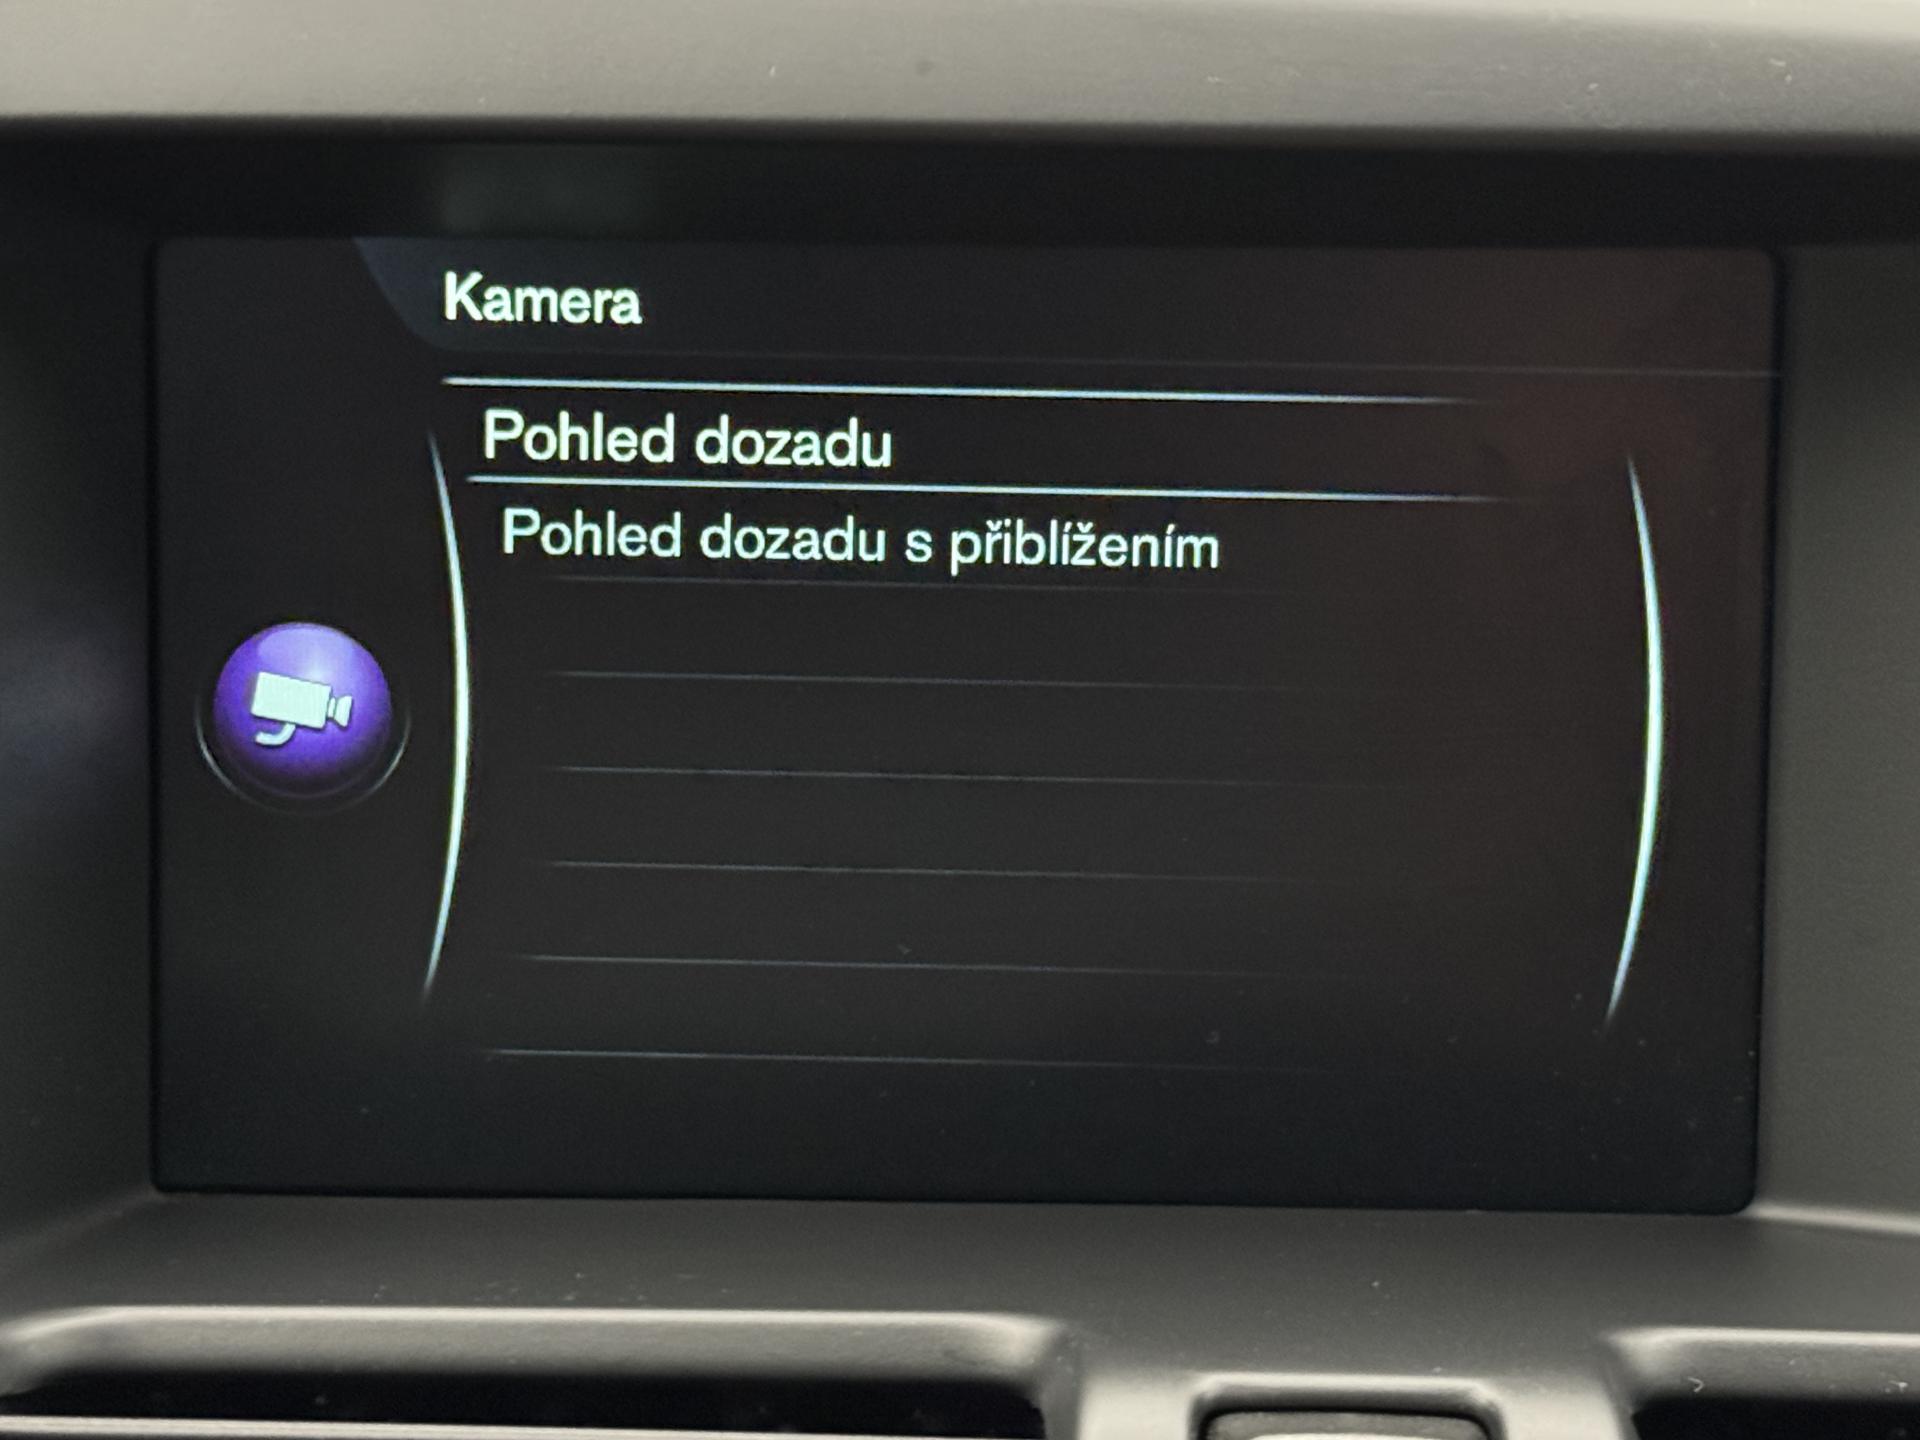 Kamera
Pohled dozadu
Pohled dozadu s přiblížením